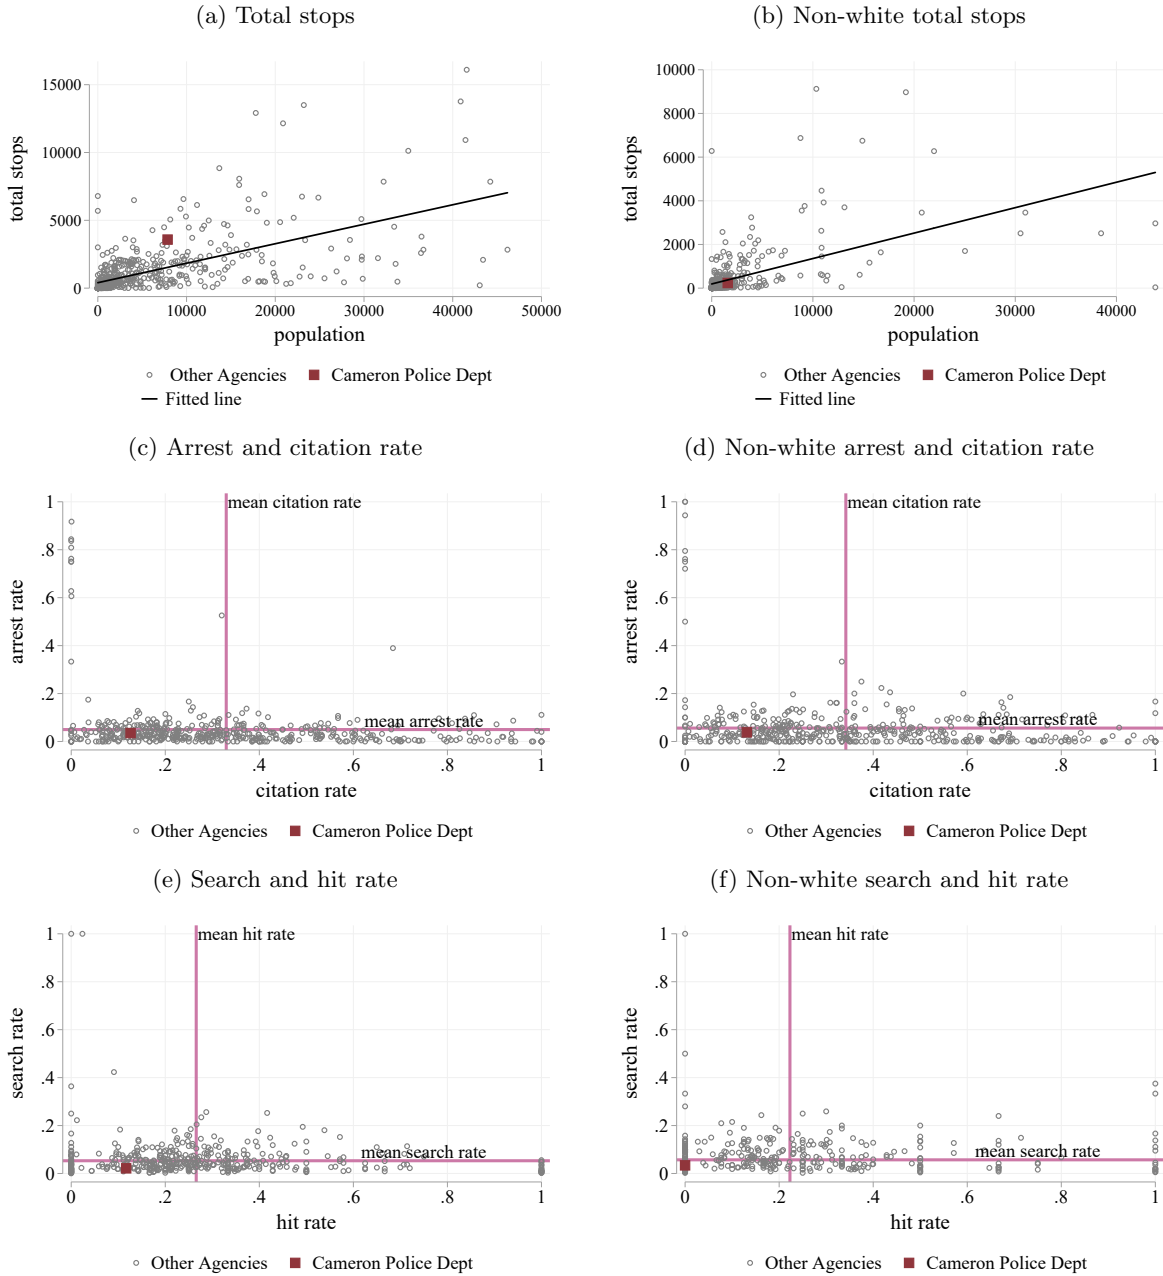 (a) Total stops
(b) Non-white total stops
total stops
15000
10000
5000
0
0
10000
20000
30000
40000
50000
population
Other Agencies
Cameron Police Dept
Fitted line
total stops
10000
8000
6000
4000
2000
0
0
10000
20000
30000
40000
population
Other Agencies
Cameron Police Dept
Fitted line
(c) Arrest and citation rate
(d) Non-white arrest and citation rate
arrest rate
1
.8
.6
.4
.2
0
mean citation rate
mean arrest rate
0
.2
.4
.6
.8
1
citation rate
Other Agencies
Cameron Police Dept
arrest rate
1
.8
.6
.4
.2
0
mean citation rate
mean arrest rate
0
.2
.4
.6
.8
1
citation rate
Other Agencies
Cameron Police Dept
(e) Search and hit rate
(f) Non-white search and hit rate
search rate
1
.8
.6
.4
.2
0
mean hit rate
mean search rate
0
.2
.4
.6
.8
1
hit rate
Other Agencies
Cameron Police Dept
search rate
1
.8
.6
.4
.2
0
mean hit rate
mean search rate
0
.2
.4
.6
.8
1
hit rate
Other Agencies
Cameron Police Dept